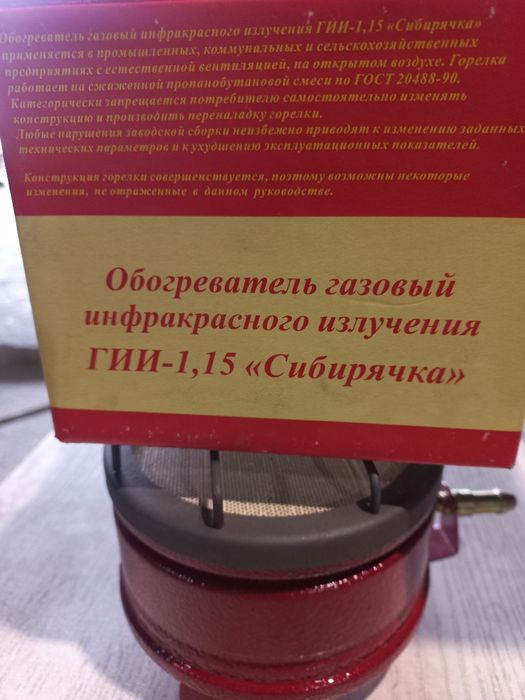 Обогреватель газовый инфракрасного излучения ГИИ-1,15 «Сибирячка»
применяется в промышленных, коммунальных и сельскохозяйственных
предприятиях с естественной вентиляцией, на открытом воздухе. Горелка
работает на сжиженной пропанобутановой смеси по ГОСТ 20488-90.
Категорически запрещается потребителю самостоятельно изменять
конструкцию и производить переналадку горелки.
Любые нарушения заводской сборки неизбежно приводят к изменению заданных
технических параметров и к ухудшению эксплуатационных показателей.
Конструкция горелки совершенствуется, поэтому возможны некоторые
изменения, не отраженные в данном руководстве.
Обогреватель газовый
инфракрасного излучения
ГИИ-1,15 «Сибирячка»